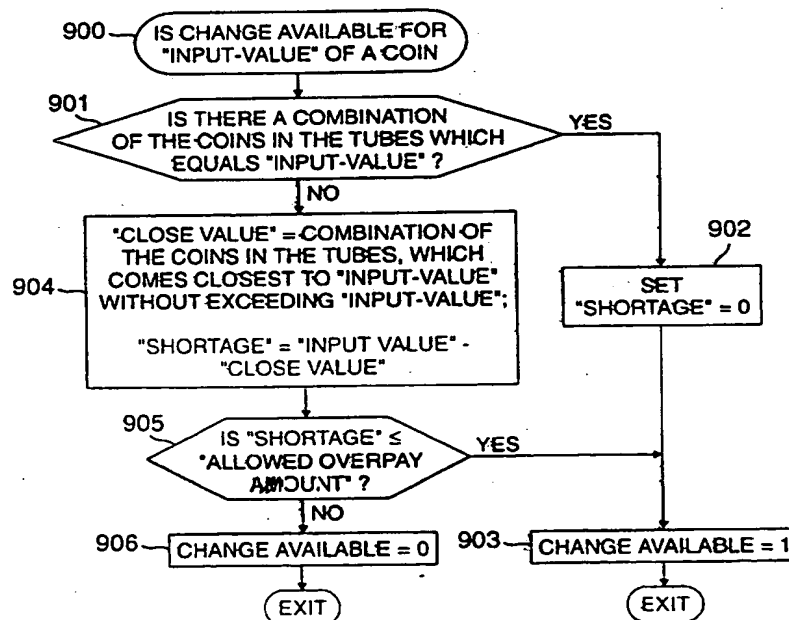 900
IS CHANGE AVAILABLE FOR
"INPUT-VALUE" OF A COIN
901
IS THERE A COMBINATION
OF THE COINS IN THE TUBES WHICH
EQUALS "INPUT-VALUE" ?
YES
NO
902
SET
"SHORTAGE" = 0
904
"CLOSE VALUE" = COMBINATION OF
THE COINS IN THE TUBES, WHICH
COMES CLOSEST TO "INPUT-VALUE"
WITHOUT EXCEEDING "INPUT-VALUE";
"SHORTAGE" = "INPUT VALUE" -
"CLOSE VALUE"
905
IS "SHORTAGE" ≤
"ALLOWED OVERPAY
AMOUNT" ?
YES
NO
906
CHANGE AVAILABLE = 0
903
CHANGE AVAILABLE = 1
EXIT
EXIT